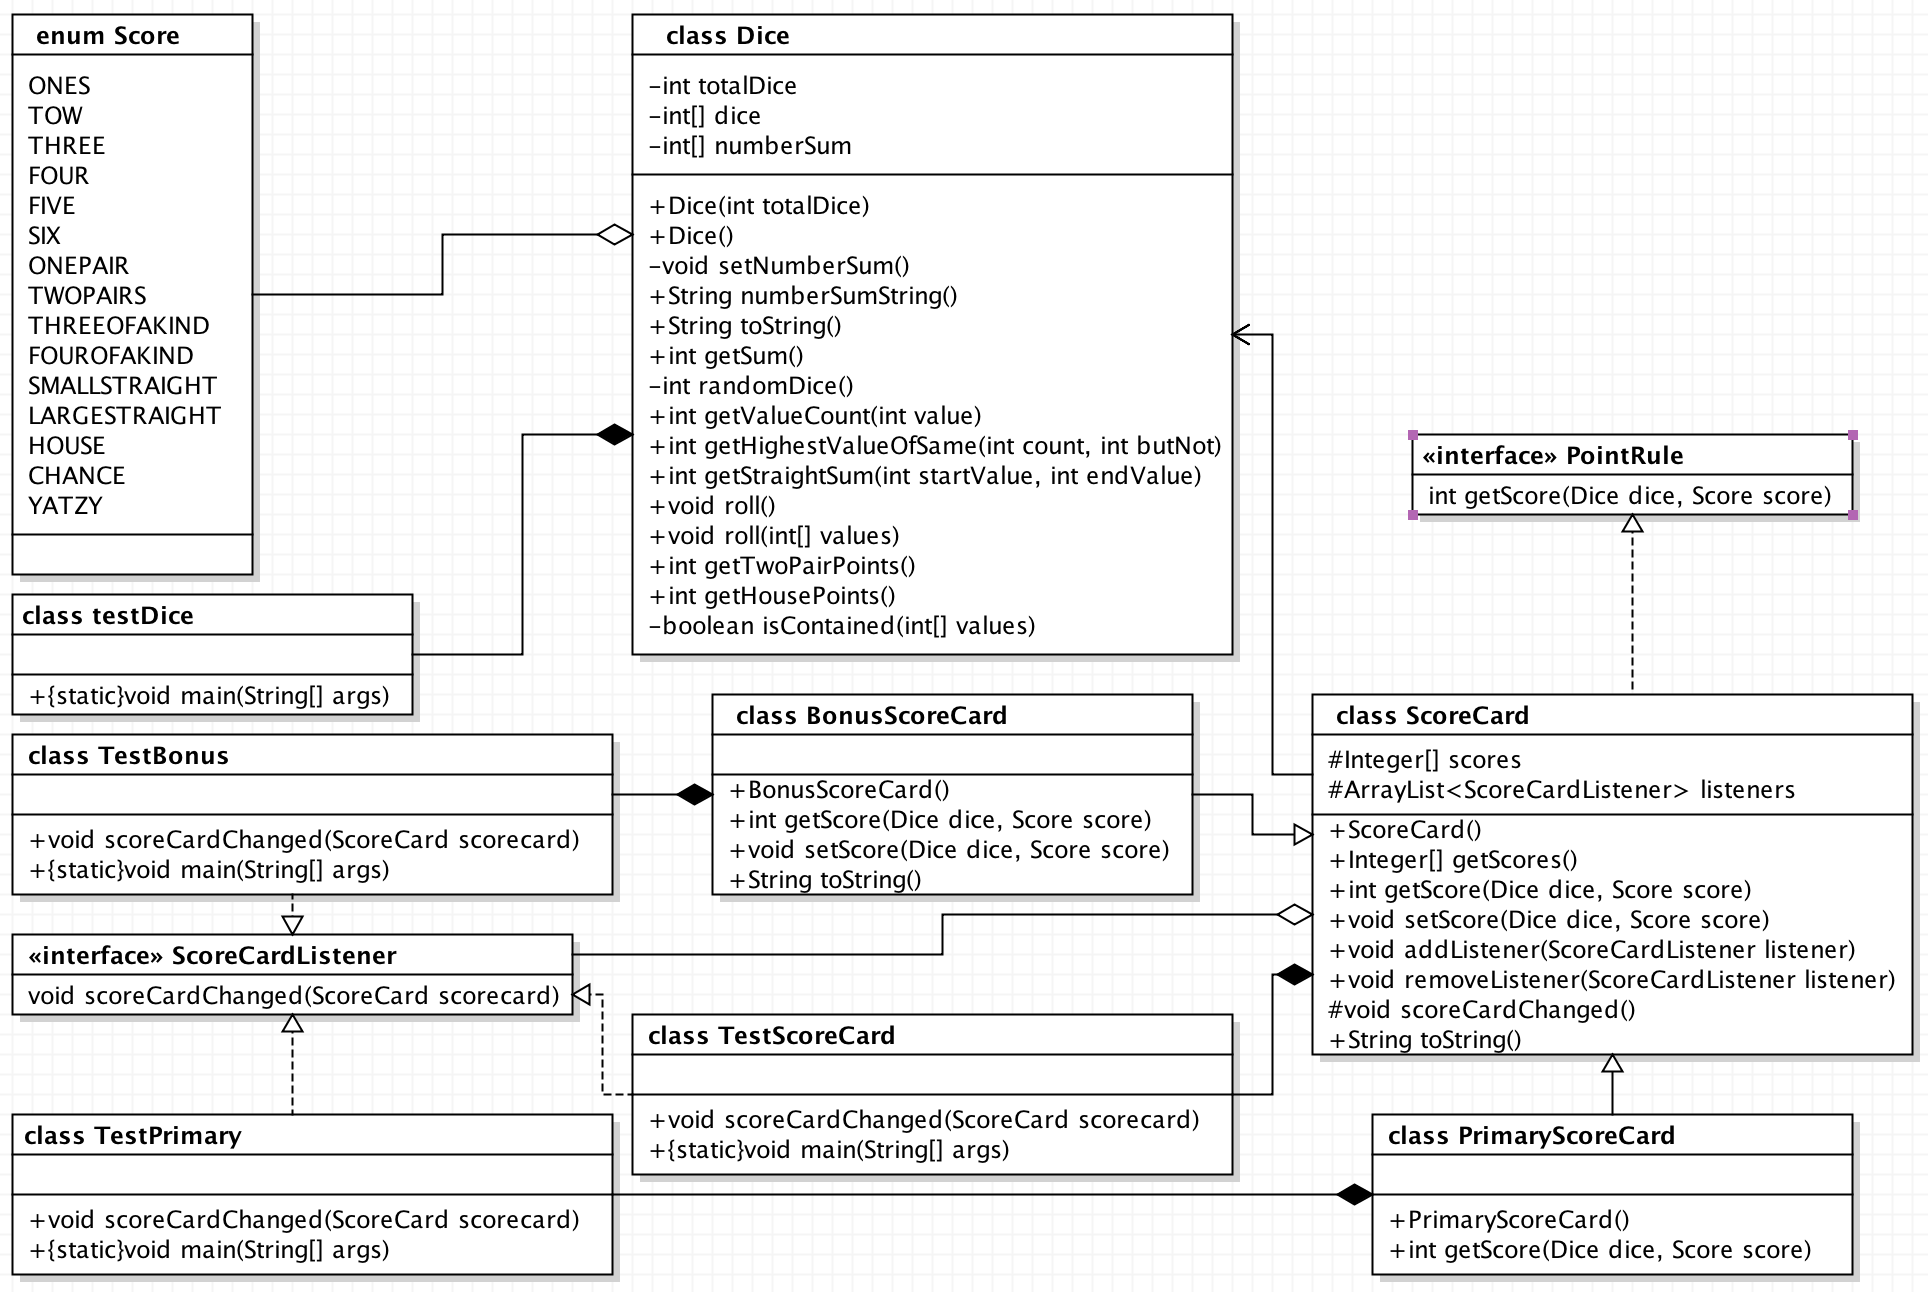 enum Score
ONES
TOW
THREE
FOUR
FIVE
SIX
ONEPAIR
TWOPAIRS
THREEOFAKIND
FOUROFAKIND
SMALLSTRAIGHT
LARGESTRAIGHT
HOUSE
CHANCE
YATZY
class Dice
-int totalDice
-int[] dice
-int[] numberSum
+Dice(int totalDice)
+Dice()
-void setNumberSum()
+String numberSumString()
+String toString()
+int getSum()
-int randomDice()
+int getValueCount(int value)
+int getHighestValueOfSame(int count, int butNot)
+int getStraightSum(int startValue, int endValue)
+void roll()
+void roll(int[] values)
+int getTwoPairPoints()
+int getHousePoints()
-boolean isContained(int[] values)
«interface» PointRule
int getScore(Dice dice, Score score)
class testDice
+{static}void main(String[] args)
class TestBonus
+void scoreCardChanged(ScoreCard scorecard)
+{static}void main(String[] args)
class BonusScoreCard
+BonusScoreCard()
+int getScore(Dice dice, Score score)
+void setScore(Dice dice, Score score)
+String toString()
class ScoreCard
#Integer[] scores
#ArrayList<ScoreCardListener> listeners
+ScoreCard()
+Integer[] getScores()
+int getScore(Dice dice, Score score)
+void setScore(Dice dice, Score score)
+void addListener(ScoreCardListener listener)
+void removeListener(ScoreCardListener listener)
#void scoreCardChanged()
+String toString()
«interface» ScoreCardListener
void scoreCardChanged(ScoreCard scorecard)
class TestScoreCard
+void scoreCardChanged(ScoreCard scorecard)
+{static}void main(String[] args)
class TestPrimary
+void scoreCardChanged(ScoreCard scorecard)
+{static}void main(String[] args)
class PrimaryScoreCard
+PrimaryScoreCard()
+int getScore(Dice dice, Score score)